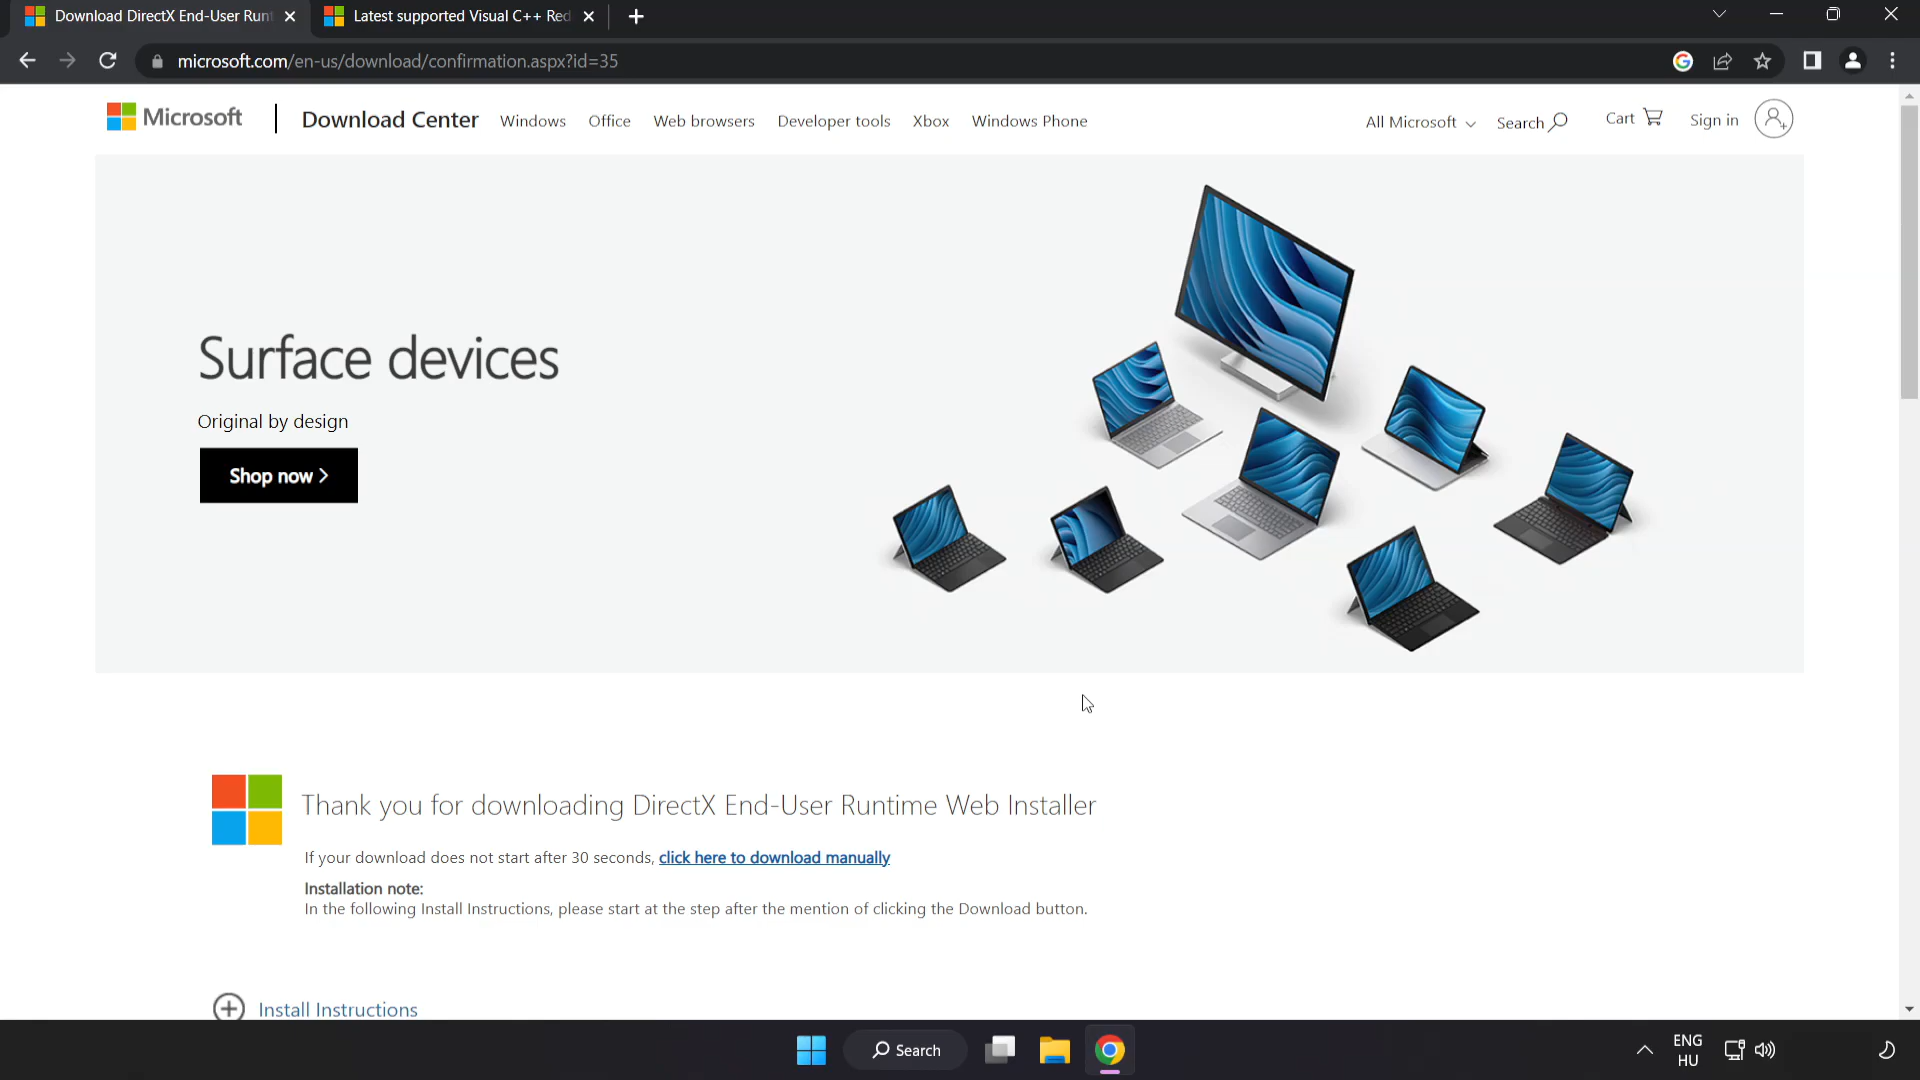 Download DirectX End-User Runt
Latest supported Visual C++ Red
microsoft.com/en-us/download/confirmation.aspx?id=35
Microsoft
Download Center
Windows
Office
Web browsers
Developer tools
Xbox
Windows Phone
All Microsoft
Search
Cart
Sign in
Surface devices
Original by design
Shop now
Thank you for downloading DirectX End-User Runtime Web Installer
If your download does not start after 30 seconds, click here to download manually
Installation note:
In the following Install Instructions, please start at the step after the mention of clicking the Download button.
Install Instructions
Search
ENG
HU